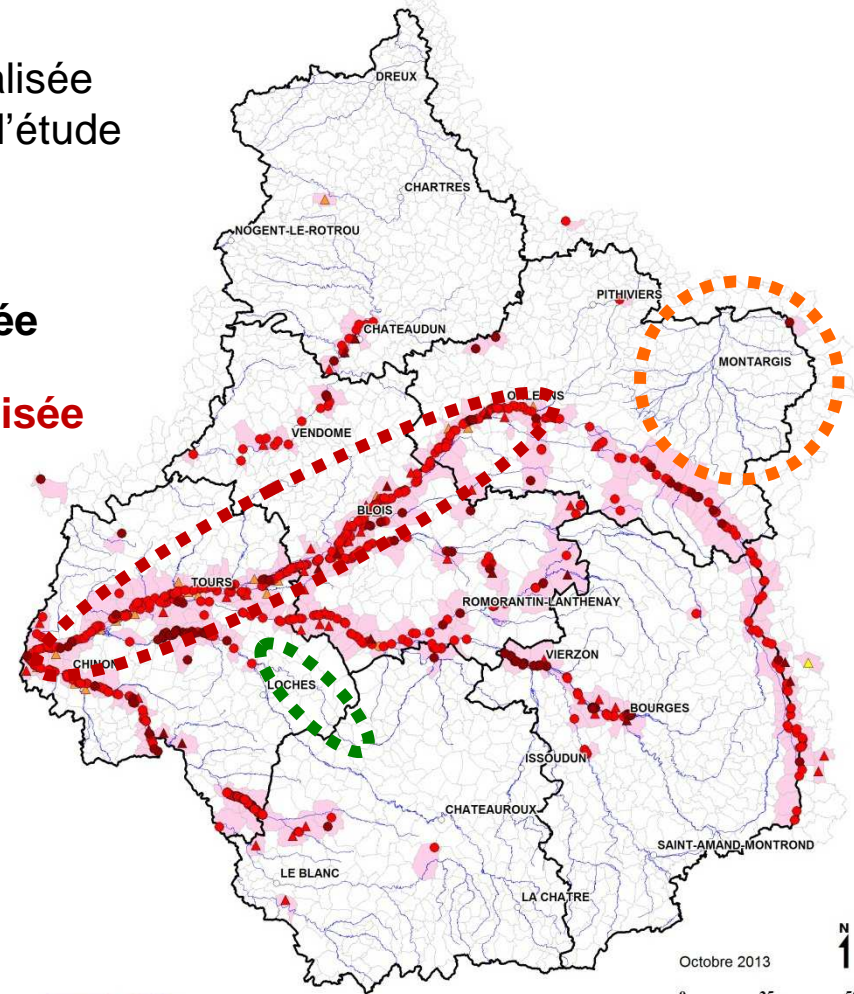 alisée
l'étude
ée
isée
DREUX
CHARTRES
NOGENT-LE-ROTROU
PITHIVIERS
CHATEAUDUN
MONTARGIS
ORLEANS
VENDOME
BLOIS
TOURS
ROMORANTIN-LANTHENAY
CHINON
VIERZON
LOCHES
BOURGES
ISSOUDUN
CHATEAUROUX
SAINT-AMAND-MONTROND
LE BLANC
LA CHATRE
N
Octobre 2013